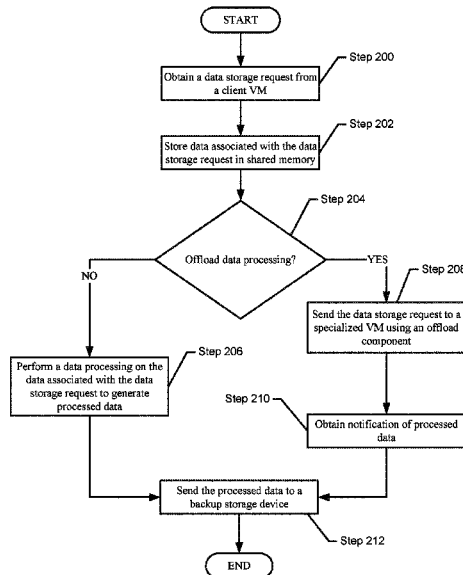 START
Step 200
Obtain a data storage request from
a client VM
Step 202
Store data associated with the data
storage request in shared memory
Step 204
Offload data processing?
NO
YES
Step 208
Send the data storage request to a
specialized VM using an offload
component
Step 206
Perform a data processing on the
data associated with the data
storage request to generate
processed data
Step 210
Obtain notification of processed
data
Send the processed data to a
backup storage device
Step 212
END